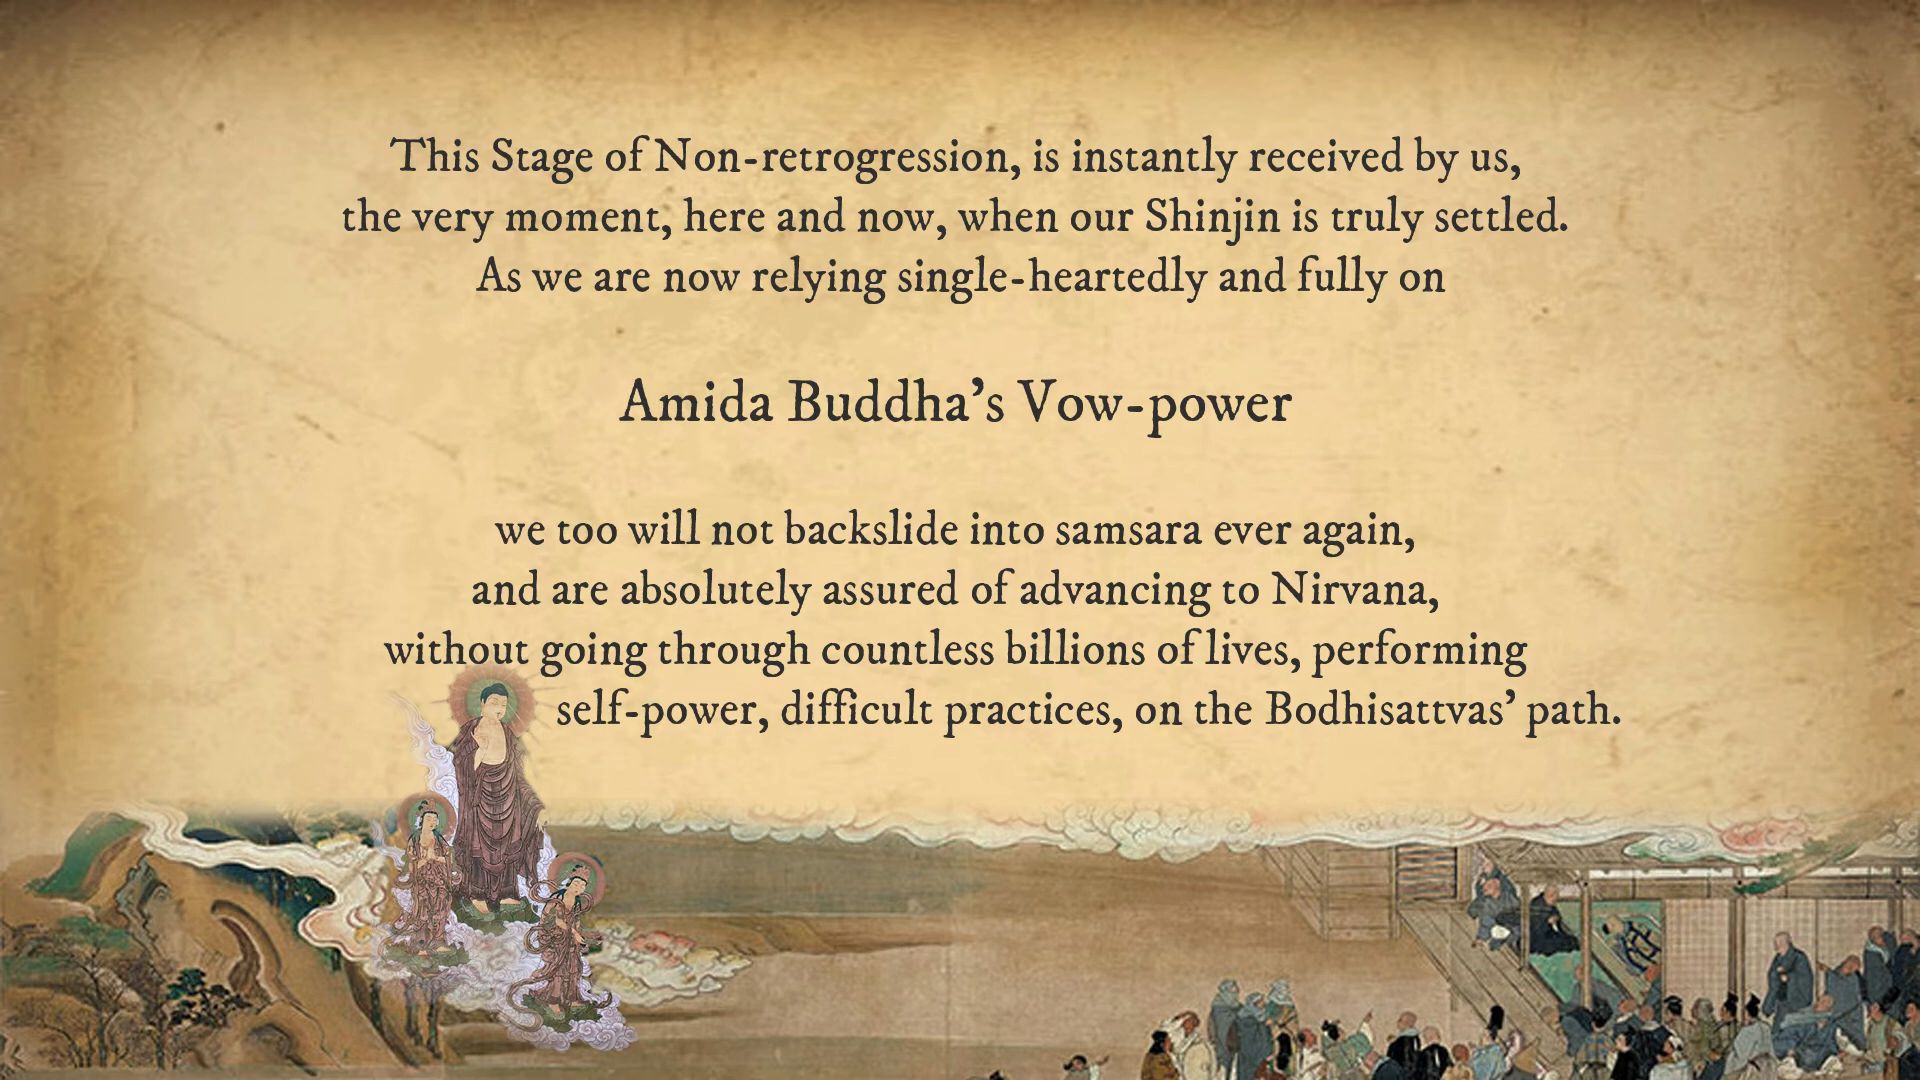 This Stage of Non-retrogression, is instantly received by us,
the very moment, here and now, when our Shinjin is truly settled.
As we are now relying single-heartedly and fully on
Amida Buddha’s Vow-power
we too will not backslide into samsara ever again,
and are absolutely assured of advancing to Nirvana,
without going through countless billions of lives, performing
self-power, difficult practices, on the Bodhisattvas’ path.